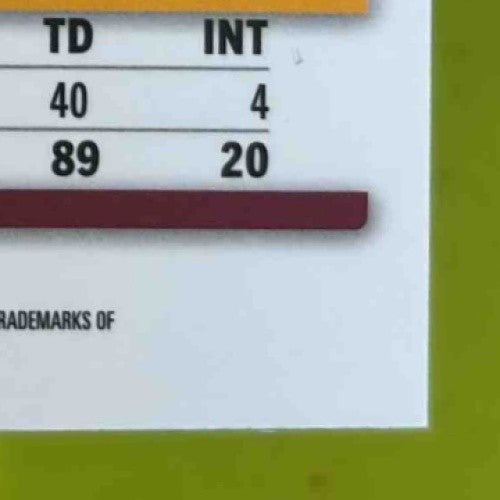 TD INT
40 4
89 20
RADEMARKS OF